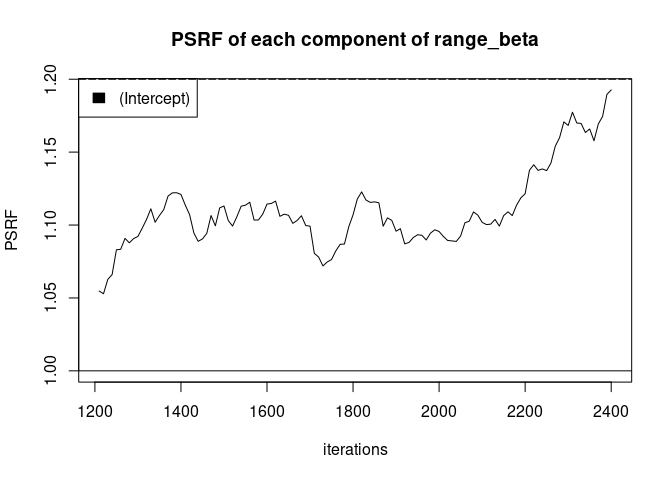 PSRF of each component of range_beta
1.20
(Intercept)
1.15
PSRF
1.10
1.05
1.00
1200 1400 1600 1800 2000 2200 2400
iterations